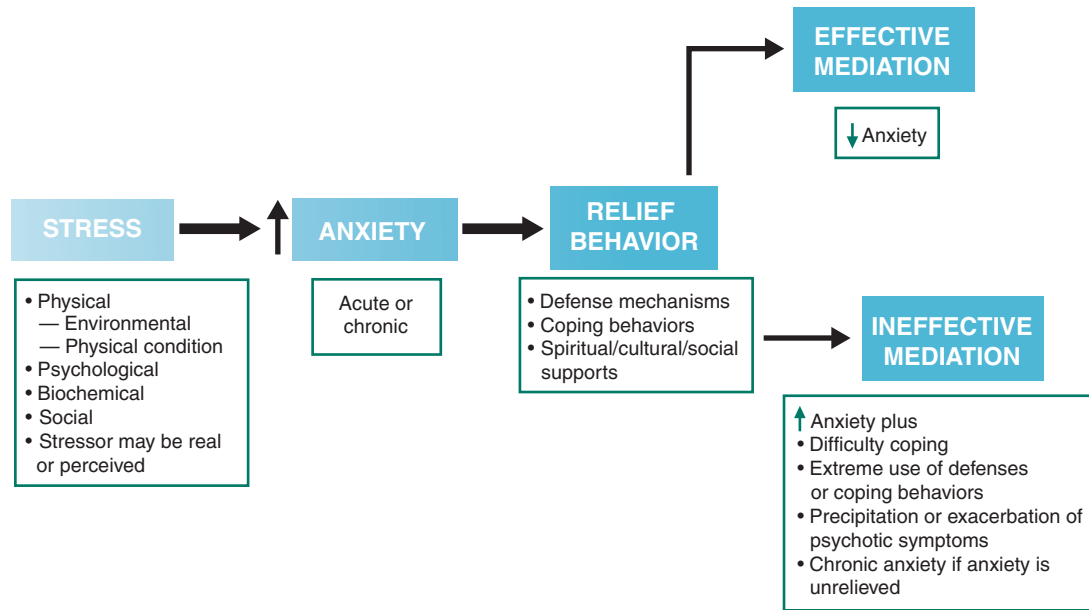 EFFECTIVE
MEDIATION
Anxiety
STRESS
ANXIETY
RELIEF
BEHAVIOR
• Physical
— Environmental
— Physical condition
• Psychological
• Biochemical
• Social
• Stressor may be real
or perceived
Acute or
chronic
• Defense mechanisms
• Coping behaviors
• Spiritual/cultural/social
supports
INEFFECTIVE
MEDIATION
Anxiety plus
• Difficulty coping
• Extreme use of defenses
or coping behaviors
• Precipitation or exacerbation of
psychotic symptoms
• Chronic anxiety if anxiety is
unrelieved